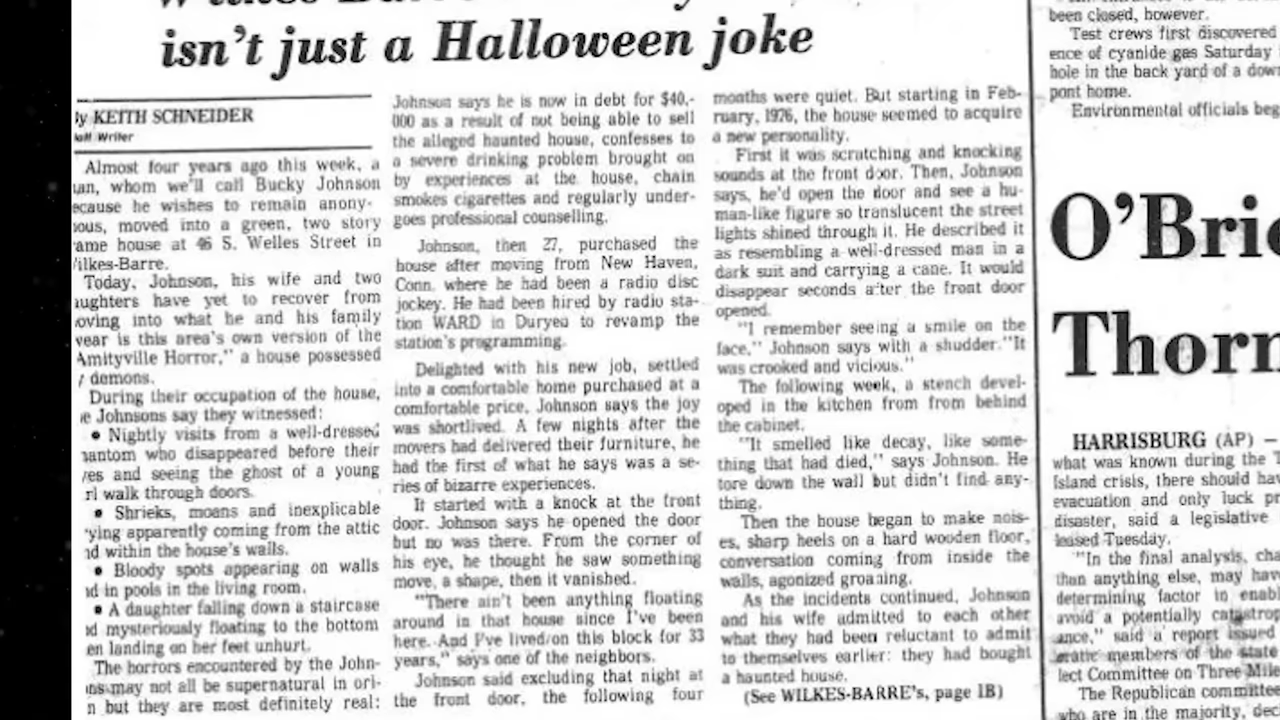 isn't just a Halloween joke
y KEITH SCHNEIDER
aff Writer
Almost four years ago this week, a
an, whom we'll call Bucky Johnson
ecause he wishes to remain anony-
ous, moved into a green, two story
ame house at 46 S. Welles Street in
ilkes-Barre.
Today, Johnson, his wife and two
aughters have yet to recover from
oving into what he and his family
wear is this area's own version of the
Amityville Horror," a house possessed
y demons.
During their occupation of the house,
e Johnsons say they witnessed:
• Nightly visits from a well-dressed
hantom who disappeared before their
yes and seeing the ghost of a young
rl walk through doors.
• Shrieks, moans and inexplicable
ying apparently coming from the attic
nd within the house's walls.
• Bloody spots appearing on walls
nd in pools in the living room.
• A daughter falling down a staircase
nd mysteriously floating to the bottom
en landing on her feet unhurt.
The horrors encountered by the John-
ons may not all be supernatural in ori-
n but they are most definitely real:
Johnson says he is now in debt for $40,-
000 as a result of not being able to sell
the alleged haunted house, confesses to
a severe drinking problem brought on
by experiences at the house, chain
smokes cigarettes and regularly under-
goes professional counselling.
Johnson, then 27, purchased the
house after moving from New Haven,
Conn. where he had been a radio disc
jockey. He had been hired by radio sta-
tion WARD in Duryea to revamp the
station's programming.
Delighted with his new job, settled
into a comfortable home purchased at a
comfortable price, Johnson says the joy
was shortlived. A few nights after the
movers had delivered their furniture, he
had the first of what he says was a se-
ries of bizarre experiences.
It started with a knock at the front
door. Johnson says he opened the door
but no was there. From the corner of
his eye, he thought he saw something
move, a shape, then it vanished.
"There ain't been anything floating
around in that house since I've been
here. And I've lived on this block for 33
years," says one of the neighbors.
Johnson said excluding that night at
the front door, the following four
months were quiet. But starting in Feb-
ruary, 1976, the house seemed to acquire
a new personality.
First it was scratching and knocking
sounds at the front door. Then, Johnson
says, he'd open the door and see a hu-
man-like figure so translucent the street
lights shined through it. He described it
as resembling a well-dressed man in a
dark suit and carrying a cane. It would
disappear seconds after the front door
opened.
"I remember seeing a smile on the
face," Johnson says with a shudder."It
was crooked and vicious."
The following week, a stench devel-
oped in the kitchen from from behind
the cabinet.
"It smelled like decay, like some-
thing that had died," says Johnson. He
tore down the wall but didn't find any-
thing.
Then the house began to make nois-
es, sharp heels on a hard wooden floor,
conversation coming from inside the
walls, agonized groaning.
As the incidents continued, Johnson
and his wife admitted to each other
what they had been reluctant to admit
to themselves earlier: they had bought
a haunted house.
(See WILKES-BARRE's, page 1B)
been closed, however.
Test crews first discovered
ence of cyanide gas Saturday
hole in the back yard of a dow
pont home.
Environmental officials beg
O'Brie
Thorn
HARRISBURG (AP) —
what was known during the T
Island crisis, there should hav
evacuation and only luck pr
disaster, said a legislative
leased Tuesday.
"In the final analysis, cha
than anything else, may have
determining factor in enabl
avoid a potentially catastrop
ance," said a report issued
cratic members of the state
lect Committee on Three Mile
The Republican committee
who are in the majority, dec